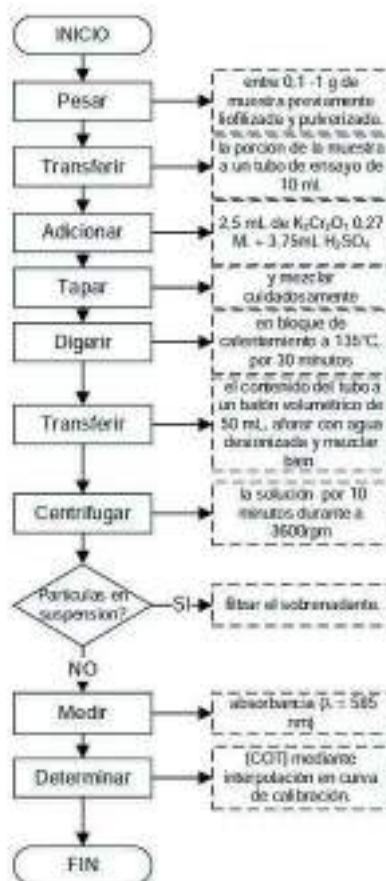 INICIO
Pesar
entre 0,1 -1 g de
muestra previamente
liofilizada y pulverizada.
Transferir
la porcion de la muestra
a un tubo de ensayo de
10 mL
Adicionar
2,5 mL de K₂Cr₂O₇ 0,27
M. + 3,75mL H₂SO₄
Tapar
y mezclar
cuidadosamente
Digerir
en bloque de
calentamiento a 135°C,
por 30 minutos
Transferir
el contenido del tubo a
un balón volumétrico de
50 mL, aforar con agua
desionizada y mezclar
bien
Centrifugar
la solución por 10
minutos durante a
3600rpm
Particulas en
suspension?
SI
filtrar el sobrenadante.
NO
Medir
absorbancia (λ = 585
nm)
Determinar
[COT] mediante
interpolación en curva
de calibración.
FIN